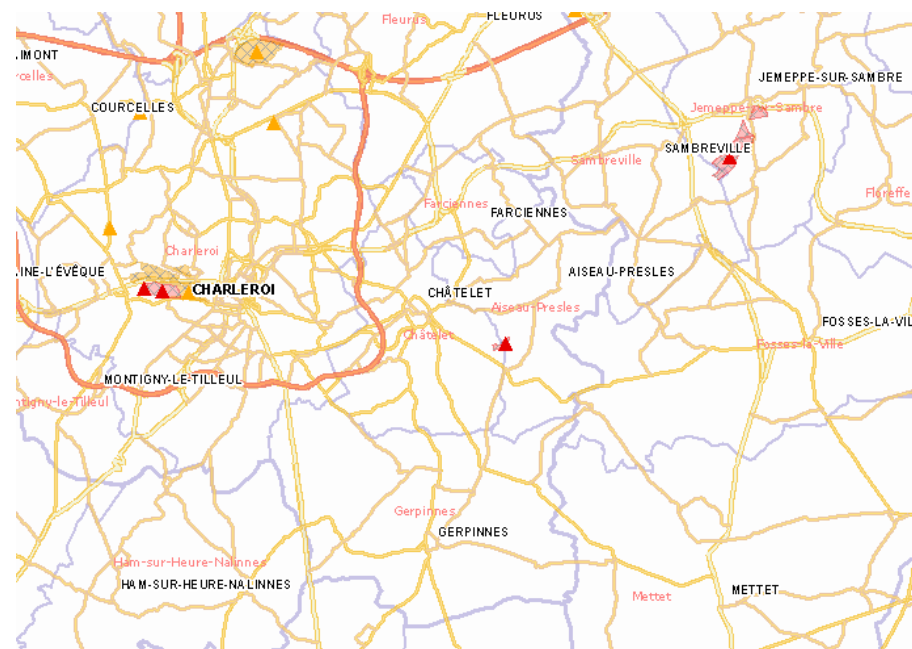 Fleurus
FLEURUS
.IMONT
rcelles
JEMEPPE-SUR-SAMBRE
COURCELLES
Jemeppe-sur-Sambre
SAMBREVILLE
Sambreville
Floreffe
Farciennes
FARCIENNES
Charleroi
.INE-L'ÉVÊQUE
AISEAU-PRESLES
CHARLEROI
CHÂTELET
Aiseau-Presles
FOSSES-LA-VIL
Châtelet
Fosses-la-Ville
MONTIGNY-LE-TILLEUL
ntigny-le-Tilleul
Gerpinnes
GERPINNES
Ham-sur-Heure-Nalinnes
HAM-SUR-HEURE-NALINNES
Mettet
METTET